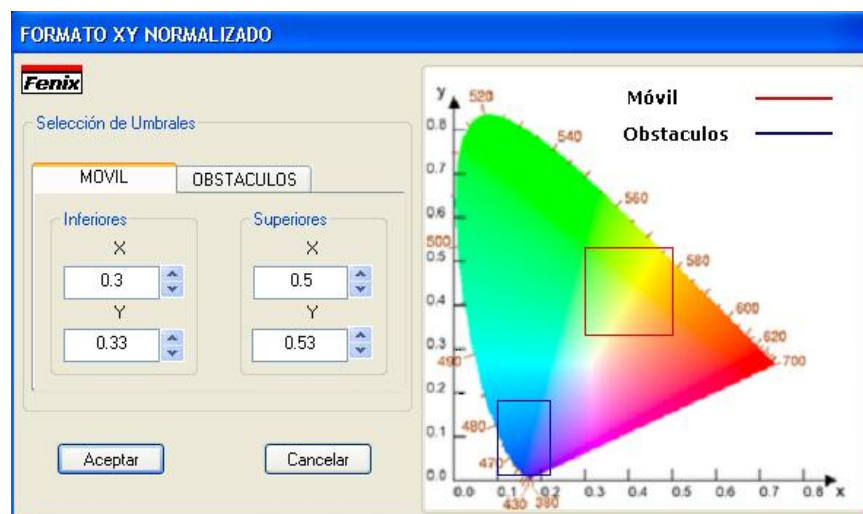 FORMATO XY NORMALIZADO
Fenix
Selección de Umbrales
MOVIL
OBSTACULOS
Inferiores
X
0.3
Y
0.33
Superiores
X
0.5
Y
0.53
Aceptar
Cancelar
Móvil
Obstaculos
y
0.8
0.7
0.6
0.5
0.4
0.3
0.2
0.1
0.0
0.0 0.1 0.2 0.3 0.4 0.5 0.6 0.7 0.8 x
520
540
560
580
600
620
700
500
490
480
470
430 380